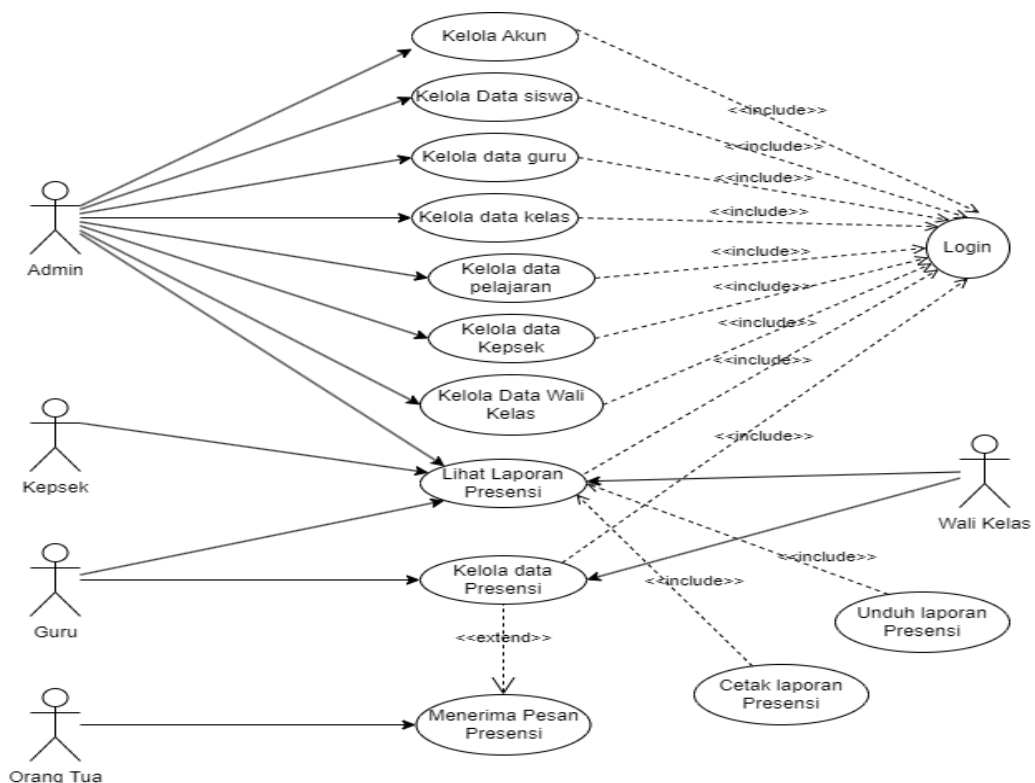 Kelola Akun
Kelola Data siswa
<<include>>
<<include>>
Kelola data guru
<<include>>
Kelola data kelas
<<include>>
Login
Admin
Kelola data
pelajaran
<<include>>
Kelola data
Kepsek
<<include>>
<<include>>
Kelola Data Wali
Kelas
<<include>>
Kepsek
Lihat Laporan
Presensi
Wali Kelas
<<include>>
Kelola data
Presensi
<<include>>
Guru
Unduh laporan
Presensi
<<extend>>
Cetak laporan
Presensi
Menerima Pesan
Presensi
Orang Tua